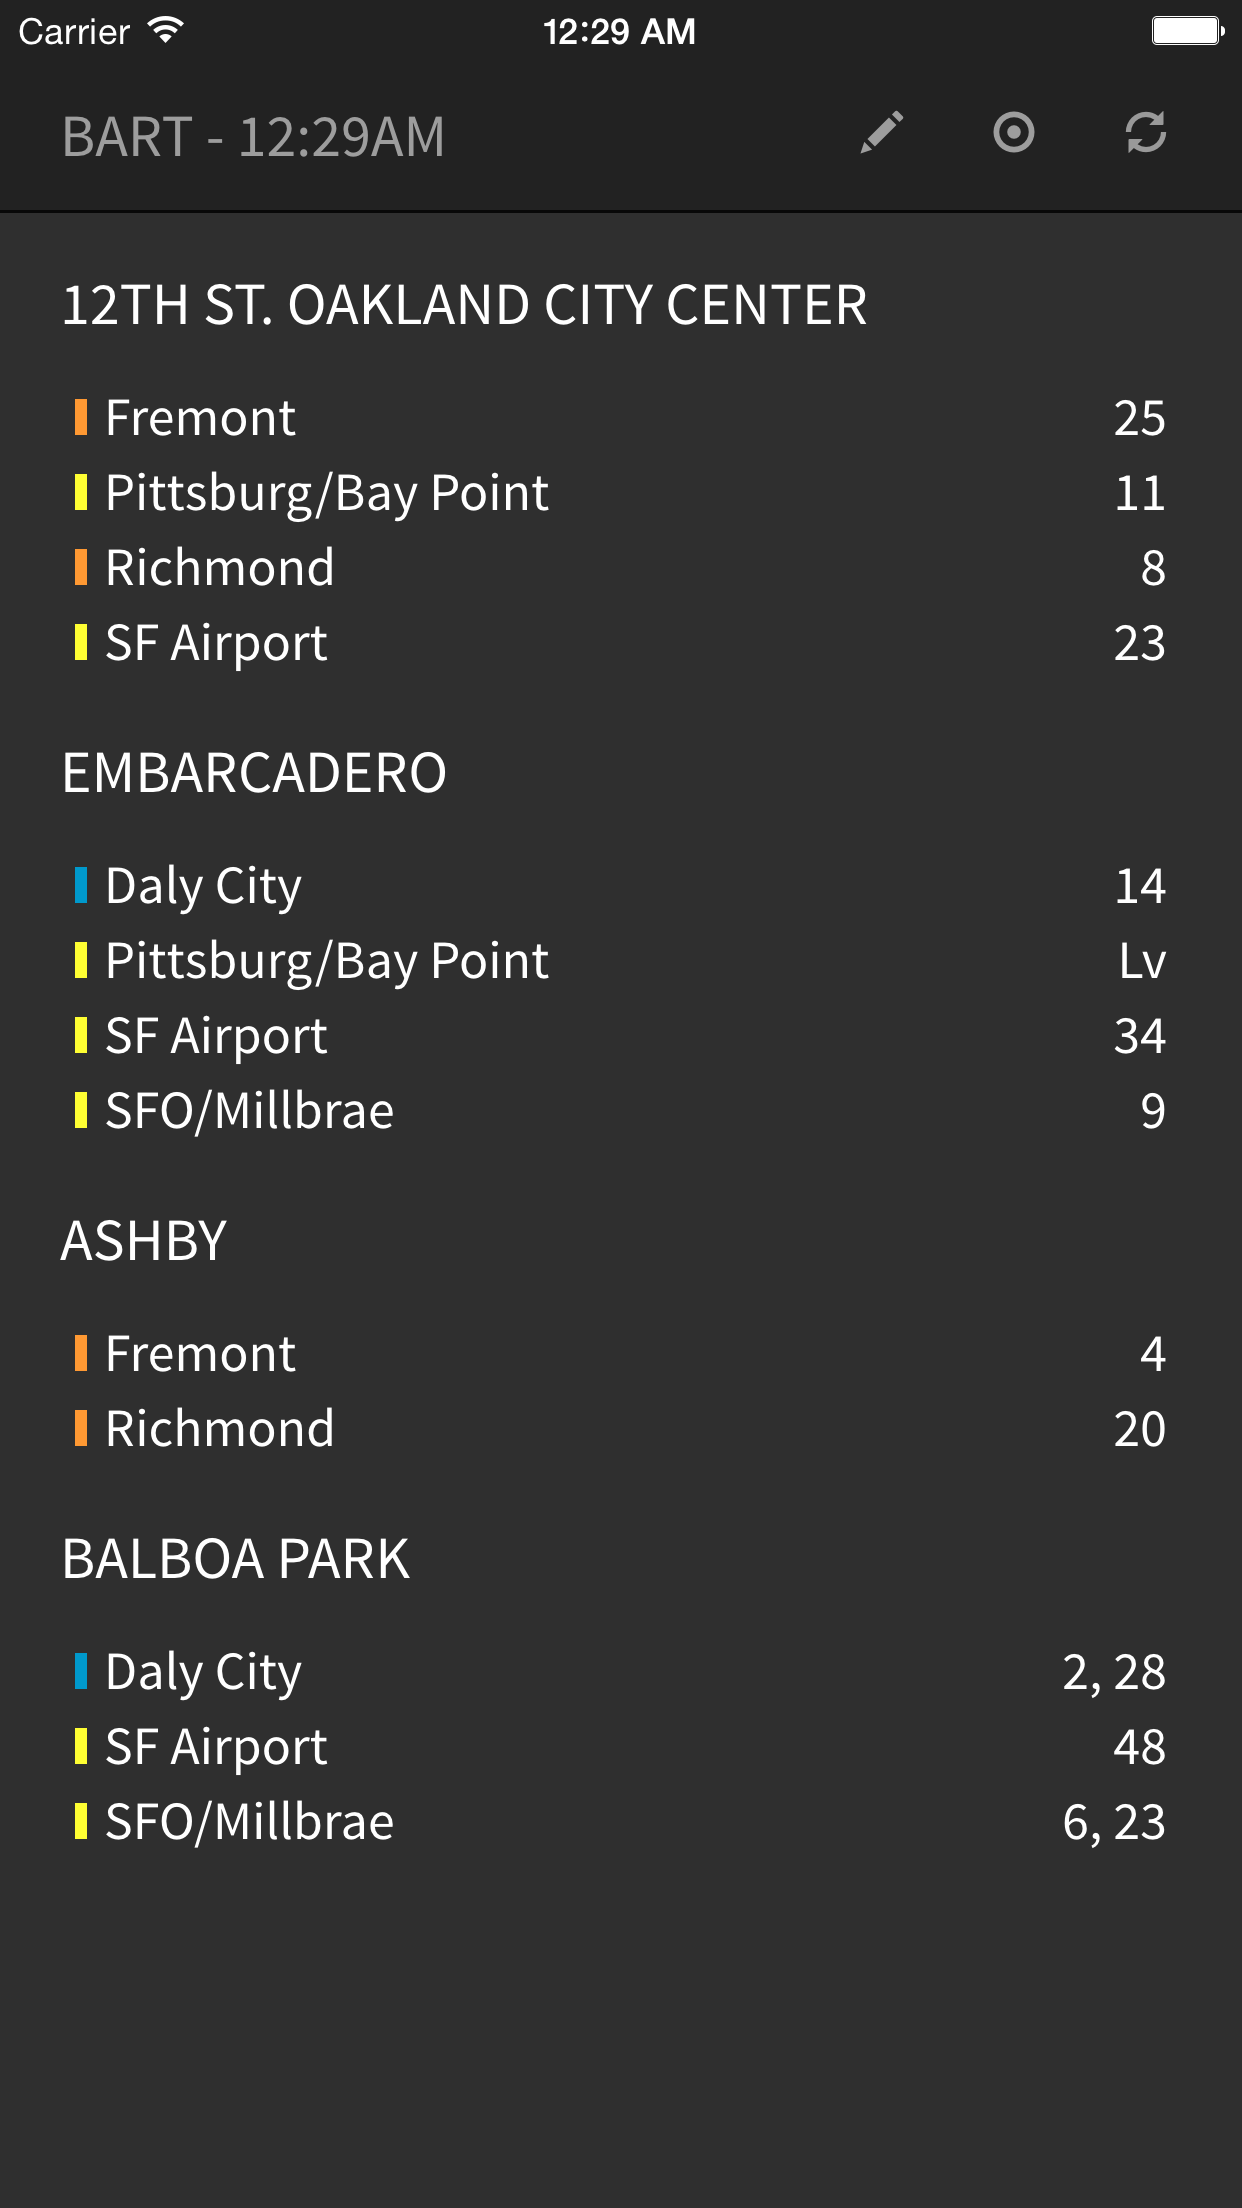 Carrier 12:29 AM
BART - 12:29AM
12TH ST. OAKLAND CITY CENTER
Fremont 25
Pittsburg/Bay Point 11
Richmond 8
SF Airport 23
EMBARCADERO
Daly City 14
Pittsburg/Bay Point Lv
SF Airport 34
SFO/Millbrae 9
ASHBY
Fremont 4
Richmond 20
BALBOA PARK
Daly City 2, 28
SF Airport 48
SFO/Millbrae 6, 23